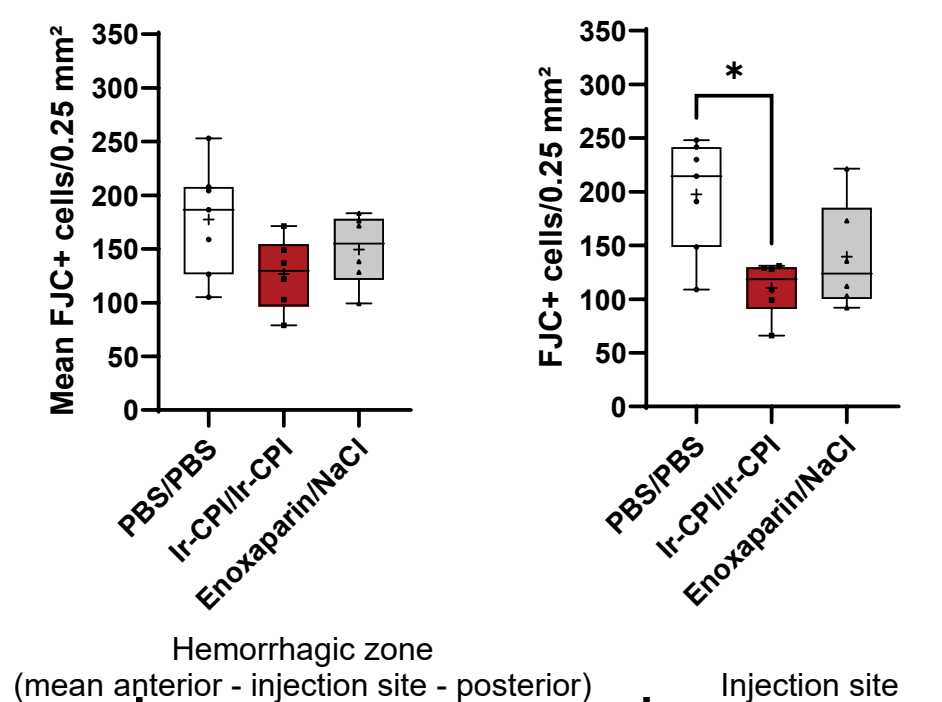 Mean FJC+ cells/0.25 mm²
350
300
250
200
150
100
50
0
PBS/PBS
Ir-CPI/Ir-CPI
Enoxaparin/NaCl
Hemorrhagic zone
(mean anterior - injection site - posterior)
FJC+ cells/0.25 mm²
350
300
250
200
150
100
50
0
*
PBS/PBS
Ir-CPI/Ir-CPI
Enoxaparin/NaCl
Injection site